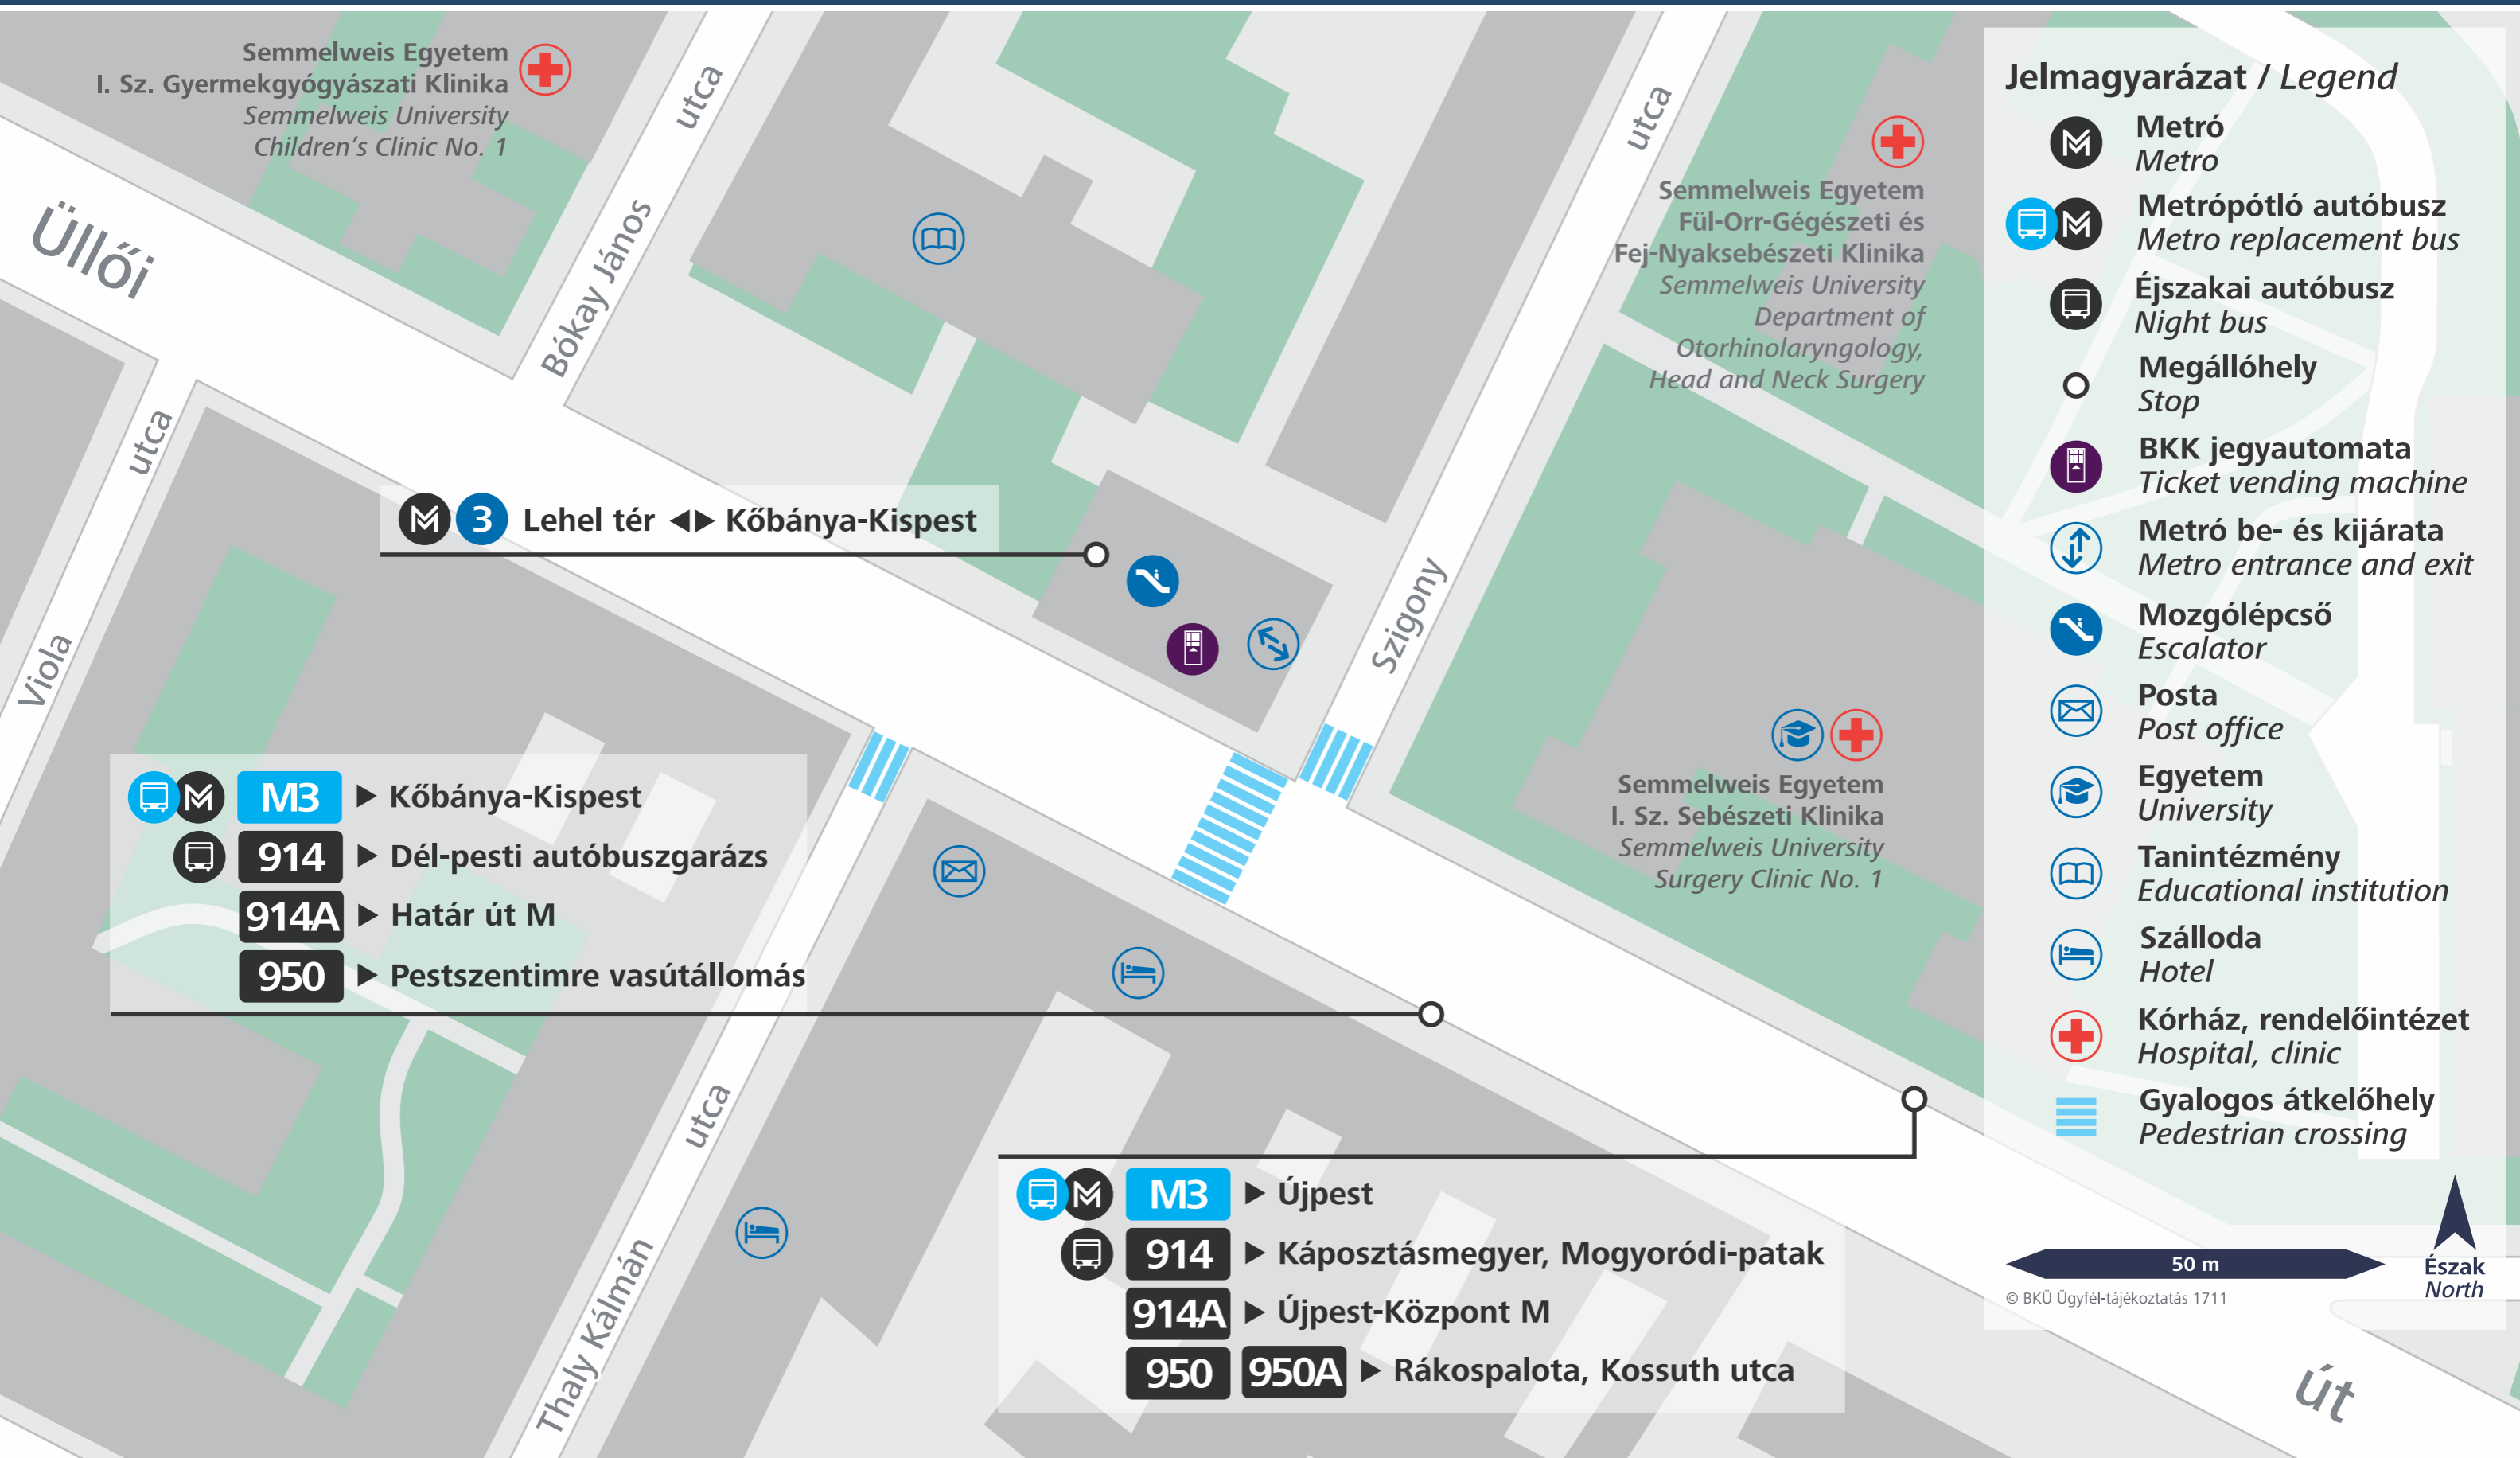 Semmelweis Egyetem
I. Sz. Gyermekgyógyászati Klinika
Semmelweis University
Children's Clinic No. 1
Üllői
Bókay János utca
Viola utca
Szigony utca
Semmelweis Egyetem
Fül-Orr-Gégészeti és
Fej-Nyaksebészeti Klinika
Semmelweis University
Department of
Otorhinolaryngology,
Head and Neck Surgery
3 Lehel tér ◀▶ Kőbánya-Kispest
M3 ▶ Kőbánya-Kispest
914 ▶ Dél-pesti autóbuszgarázs
914A ▶ Határ út M
950 ▶ Pestszentimre vasútállomás
Semmelweis Egyetem
I. Sz. Sebészeti Klinika
Semmelweis University
Surgery Clinic No. 1
Thaly Kálmán utca
M3 ▶ Újpest
914 ▶ Káposztásmegyer, Mogyoródi-patak
914A ▶ Újpest-Központ M
950 950A ▶ Rákospalota, Kossuth utca
út
Jelmagyarázat / Legend
Metró
Metro
Metrópótló autóbusz
Metro replacement bus
Éjszakai autóbusz
Night bus
Megállóhely
Stop
BKK jegyautomata
Ticket vending machine
Metró be- és kijárata
Metro entrance and exit
Mozgólépcső
Escalator
Posta
Post office
Egyetem
University
Tanintézmény
Educational institution
Szálloda
Hotel
Kórház, rendelőintézet
Hospital, clinic
Gyalogos átkelőhely
Pedestrian crossing
50 m
Észak
North
© BKÜ Ügyfél-tájékoztatás 1711